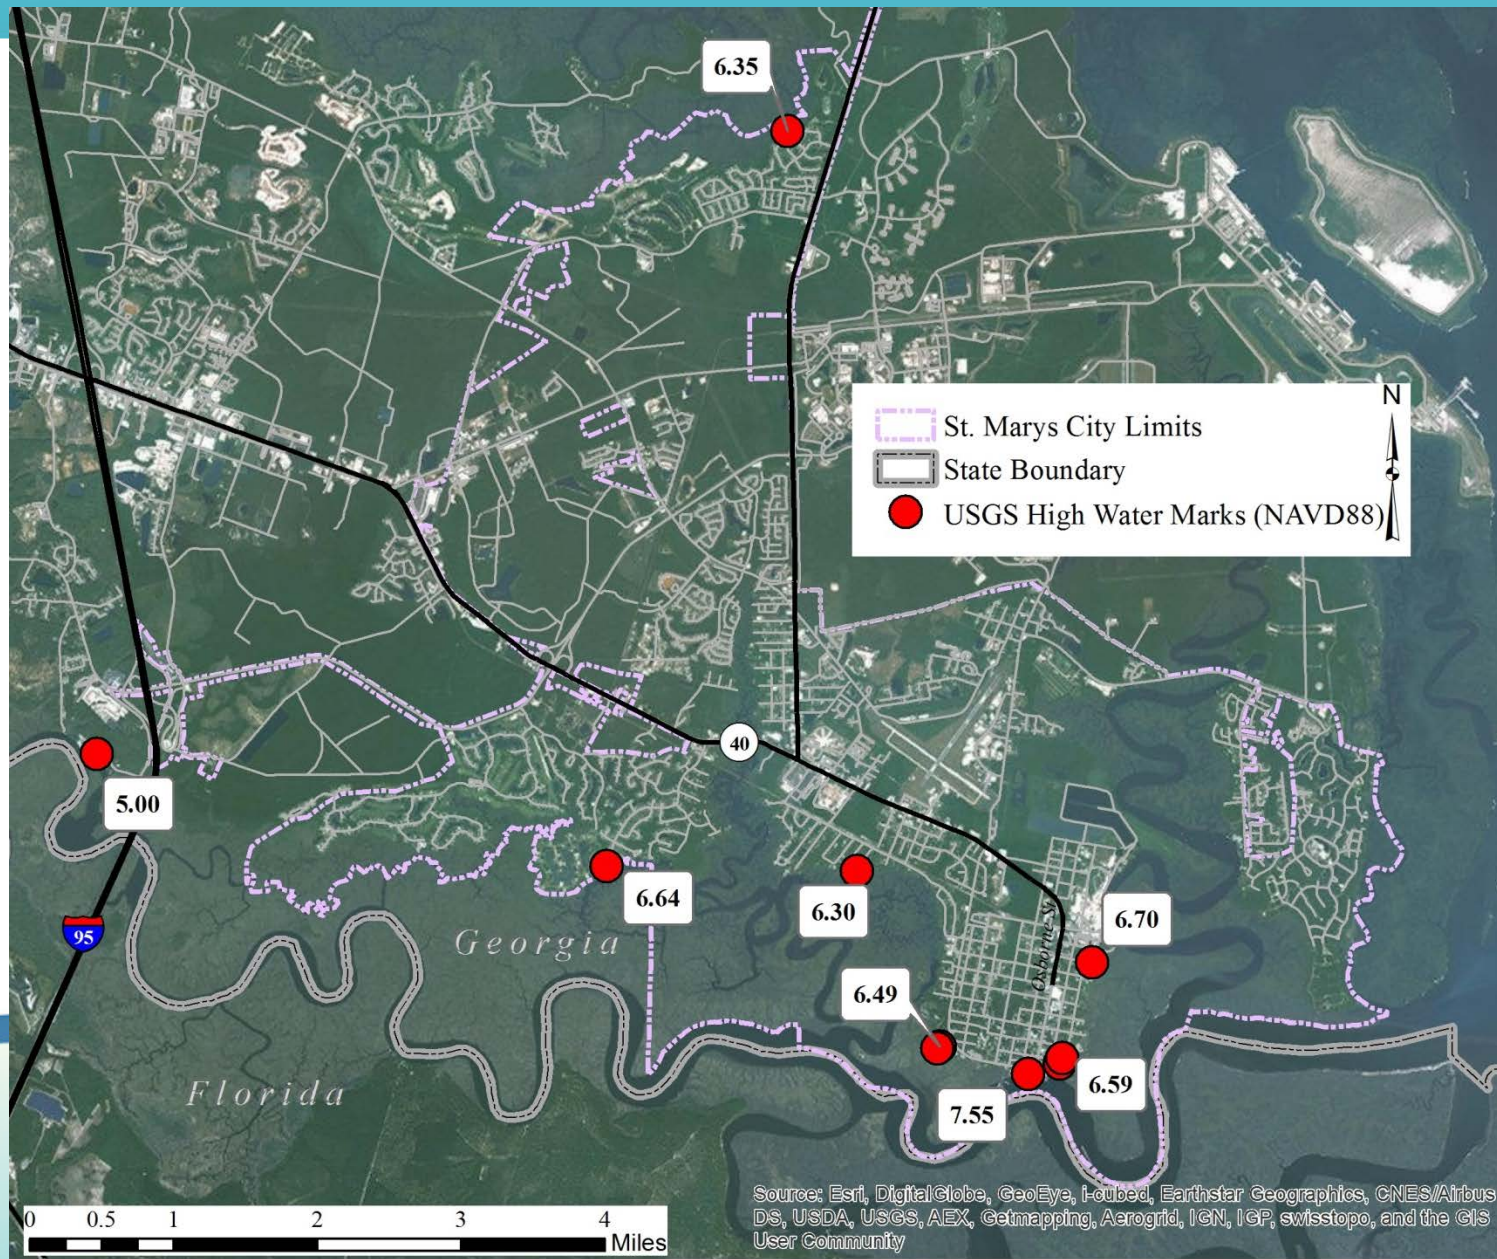 6.35
N
St. Marys City Limits
State Boundary
USGS High Water Marks (NAVD88)
40
5.00
6.64
6.30
6.70
95
Georgia
Osborne St
6.49
Florida
7.55
6.59
0 0.5 1 2 3 4
Miles
Source: Esri, DigitalGlobe, GeoEye, i-cubed, Earthstar Geographics, CNES/Airbus
DS, USDA, USGS, AEX, Getmapping, Aerogrid, IGN, IGP, swisstopo, and the GIS
User Community